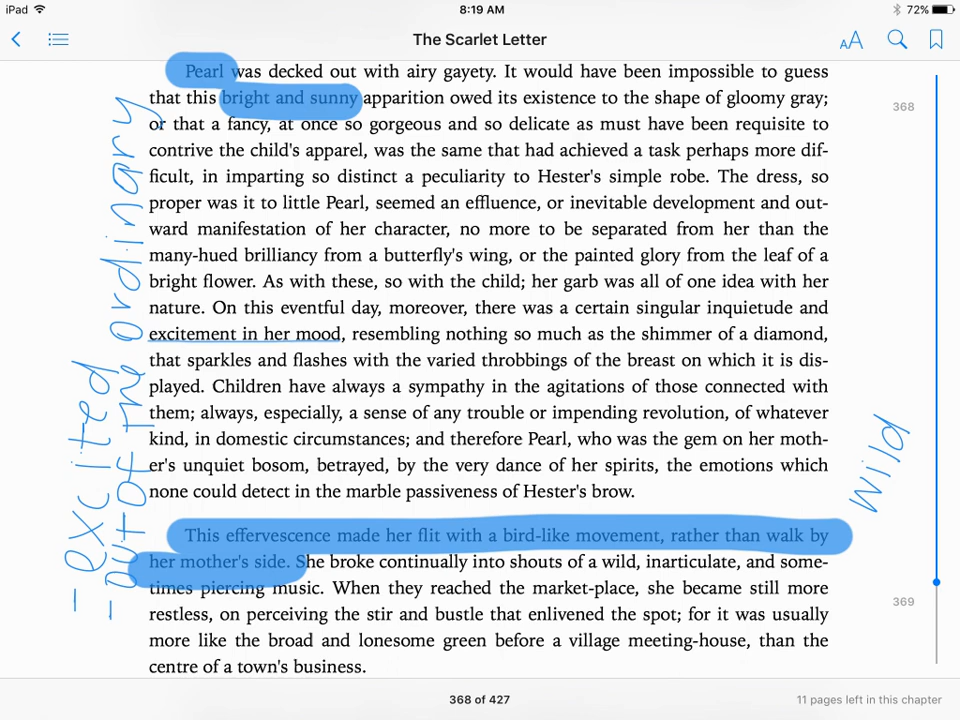 iPad
8:19 AM
72%
The Scarlet Letter
AA
Pearl was decked out with airy gayety. It would have been impossible to guess
that this bright and sunny apparition owed its existence to the shape of gloomy gray;
or that a fancy, at once so gorgeous and so delicate as must have been requisite to
contrive the child's apparel, was the same that had achieved a task perhaps more dif-
ficult, in imparting so distinct a peculiarity to Hester's simple robe. The dress, so
proper was it to little Pearl, seemed an effluence, or inevitable development and out-
ward manifestation of her character, no more to be separated from her than the
many-hued brilliancy from a butterfly's wing, or the painted glory from the leaf of a
bright flower. As with these, so with the child; her garb was all of one idea with her
nature. On this eventful day, moreover, there was a certain singular inquietude and
excitement in her mood, resembling nothing so much as the shimmer of a diamond,
that sparkles and flashes with the varied throbbings of the breast on which it is dis-
played. Children have always a sympathy in the agitations of those connected with
them; always, especially, a sense of any trouble or impending revolution, of whatever
kind, in domestic circumstances; and therefore Pearl, who was the gem on her moth-
er's unquiet bosom, betrayed, by the very dance of her spirits, the emotions which
none could detect in the marble passiveness of Hester's brow.
This effervescence made her flit with a bird-like movement, rather than walk by
her mother's side. She broke continually into shouts of a wild, inarticulate, and some-
times piercing music. When they reached the market-place, she became still more
restless, on perceiving the stir and bustle that enlivened the spot; for it was usually
more like the broad and lonesome green before a village meeting-house, than the
centre of a town's business.
- excited
- out of the ordinary
wild
368
369
368 of 427
11 pages left in this chapter